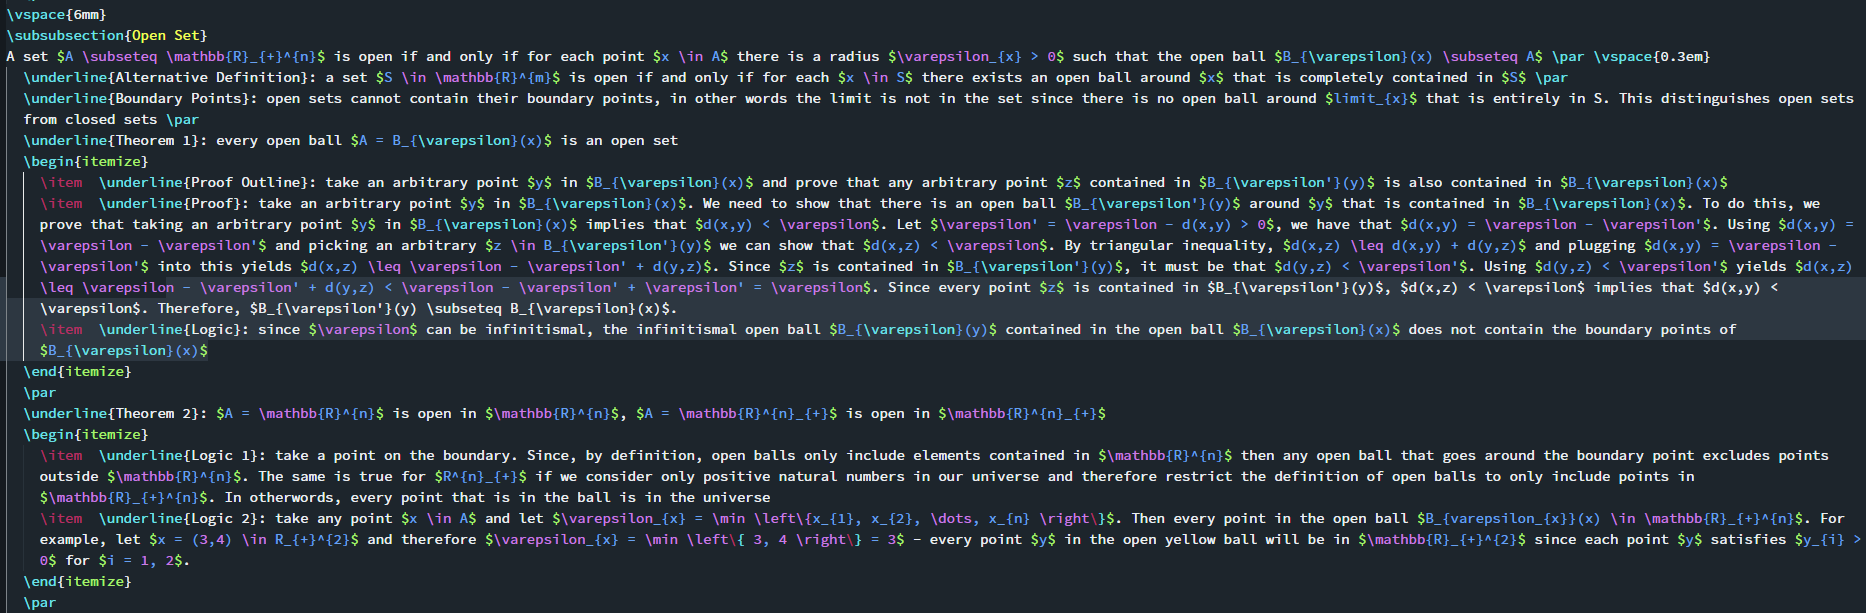 \vspace{6mm}
\subsubsection{Open Set}
A set $A \subseteq \mathbb{R}_{+}^{n}$ is open if and only if for each point $x \in A$ there is a radius $\varepsilon_{x} > 0$ such that the open ball $B_{\varepsilon}(x) \subseteq A$ \par \vspace{0.3em}
\underline{Alternative Definition}: a set $S \in \mathbb{R}^{m}$ is open if and only if for each $x \in S$ there exists an open ball around $x$ that is completely contained in $S$ \par
\underline{Boundary Points}: open sets cannot contain their boundary points, in other words the limit is not in the set since there is no open ball around $limit_{x}$ that is entirely in S. This distinguishes open sets
from closed sets \par
\underline{Theorem 1}: every open ball $A = B_{\varepsilon}(x)$ is an open set
\begin{itemize}
\item \underline{Proof Outline}: take an arbitrary point $y$ in $B_{\varepsilon}(x)$ and prove that any arbitrary point $z$ contained in $B_{\varepsilon'}(y)$ is also contained in $B_{\varepsilon}(x)$
\item \underline{Proof}: take an arbitrary point $y$ in $B_{\varepsilon}(x)$. We need to show that there is an open ball $B_{\varepsilon'}(y)$ around $y$ that is contained in $B_{\varepsilon}(x)$. To do this, we
prove that taking an arbitrary point $y$ in $B_{\varepsilon}(x)$ implies that $d(x,y) < \varepsilon$. Let $\varepsilon' = \varepsilon - d(x,y) > 0$, we have that $d(x,y) = \varepsilon - \varepsilon'$. Using $d(x,y) =
\varepsilon - \varepsilon'$ and picking an arbitrary $z \in B_{\varepsilon'}(y)$ we can show that $d(x,z) < \varepsilon$. By triangular inequality, $d(x,z) \leq d(x,y) + d(y,z)$ and plugging $d(x,y) = \varepsilon -
\varepsilon'$ into this yields $d(x,z) \leq \varepsilon - \varepsilon' + d(y,z)$. Since $z$ is contained in $B_{\varepsilon'}(y)$, it must be that $d(y,z) < \varepsilon'$. Using $d(y,z) < \varepsilon'$ yields $d(x,z)
\leq \varepsilon - \varepsilon' + d(y,z) < \varepsilon - \varepsilon' + \varepsilon' = \varepsilon$. Since every point $z$ is contained in $B_{\varepsilon'}(y)$, $d(x,z) < \varepsilon$ implies that $d(x,y) <
\varepsilon$. Therefore, $B_{\varepsilon'}(y) \subseteq B_{\varepsilon}(x)$.
\item \underline{Logic}: since $\varepsilon$ can be infinitismal, the infinitismal open ball $B_{\varepsilon}(y)$ contained in the open ball $B_{\varepsilon}(x)$ does not contain the boundary points of
$B_{\varepsilon}(x)$
\end{itemize}
\par
\underline{Theorem 2}: $A = \mathbb{R}^{n}$ is open in $\mathbb{R}^{n}$, $A = \mathbb{R}^{n}_{+}$ is open in $\mathbb{R}^{n}_{+}$
\begin{itemize}
\item \underline{Logic 1}: take a point on the boundary. Since, by definition, open balls only include elements contained in $\mathbb{R}^{n}$ then any open ball that goes around the boundary point excludes points
outside $\mathbb{R}^{n}$. The same is true for $R^{n}_{+}$ if we consider only positive natural numbers in our universe and therefore restrict the definition of open balls to only include points in
$\mathbb{R}_{+}^{n}$. In otherwords, every point that is in the ball is in the universe
\item \underline{Logic 2}: take any point $x \in A$ and let $\varepsilon_{x} = \min \left\{x_{1}, x_{2}, \dots, x_{n} \right\}$. Then every point in the open ball $B_{varepsilon_{x}}(x) \in \mathbb{R}_{+}^{n}$. For
example, let $x = (3,4) \in R_{+}^{2}$ and therefore $\varepsilon_{x} = \min \left\{ 3, 4 \right\} = 3$ - every point $y$ in the open yellow ball will be in $\mathbb{R}_{+}^{2}$ since each point $y$ satisfies $y_{i} >
0$ for $i = 1, 2$.
\end{itemize}
\par